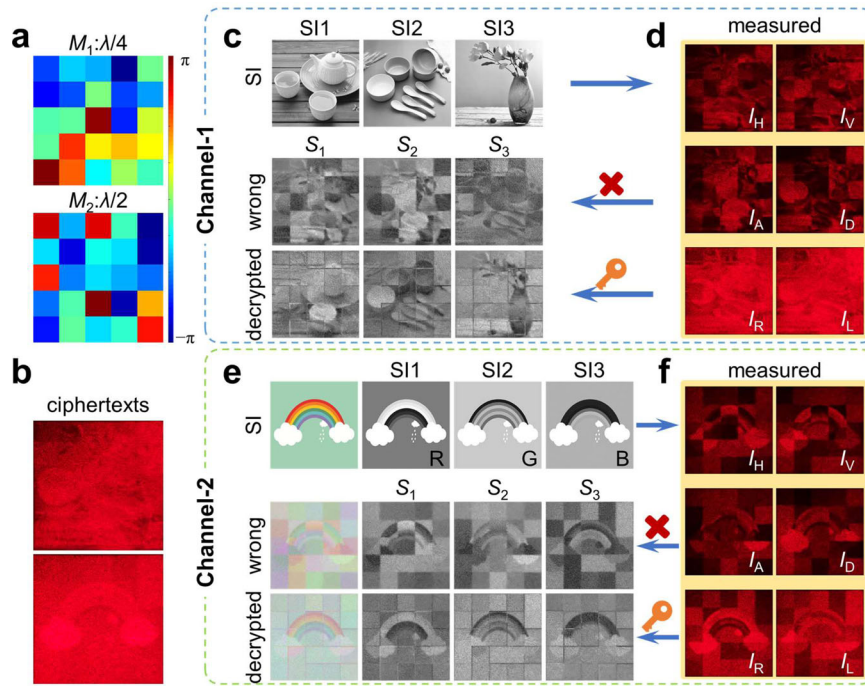 a
M1:λ/4
π
M2:λ/2
−π
b
ciphertexts
Channel-1
c
SI1 SI2 SI3
SI
S1 S2 S3
wrong
decrypted
d
measured
IH IV
IA ID
IR IL
Channel-2
e
SI1 SI2 SI3
SI
R G B
S1 S2 S3
wrong
decrypted
f
measured
IH IV
IA ID
IR IL